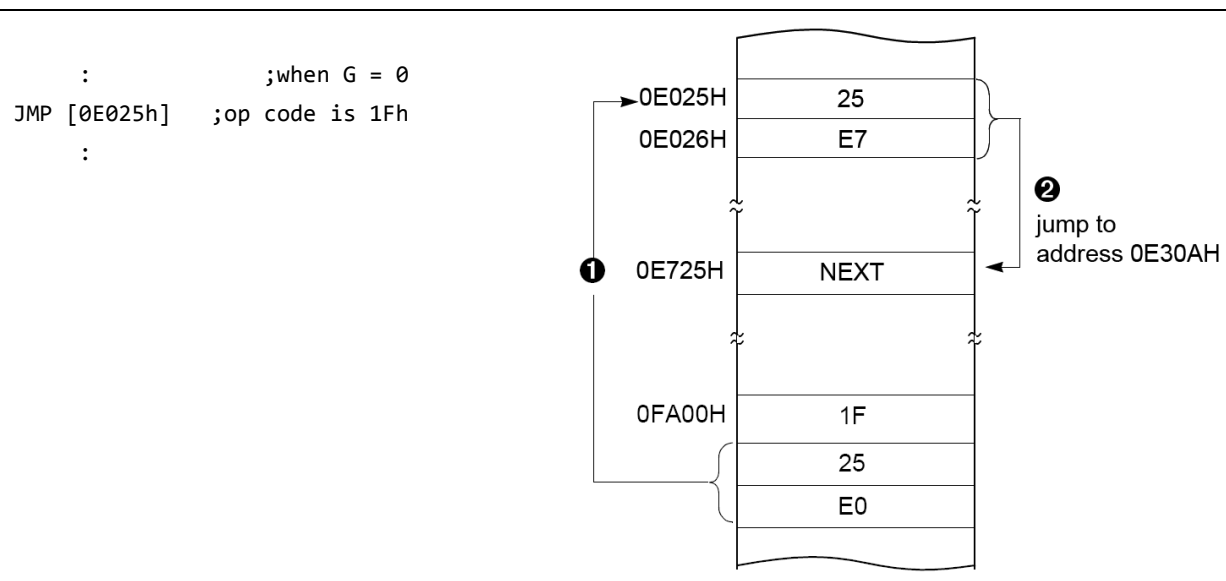 : ;when G = 0
JMP [0E025h] ;op code is 1Fh
:
0E025H 25
0E026H E7
❷
jump to
address 0E30AH
❶ 0E725H NEXT
0FA00H 1F
25
E0